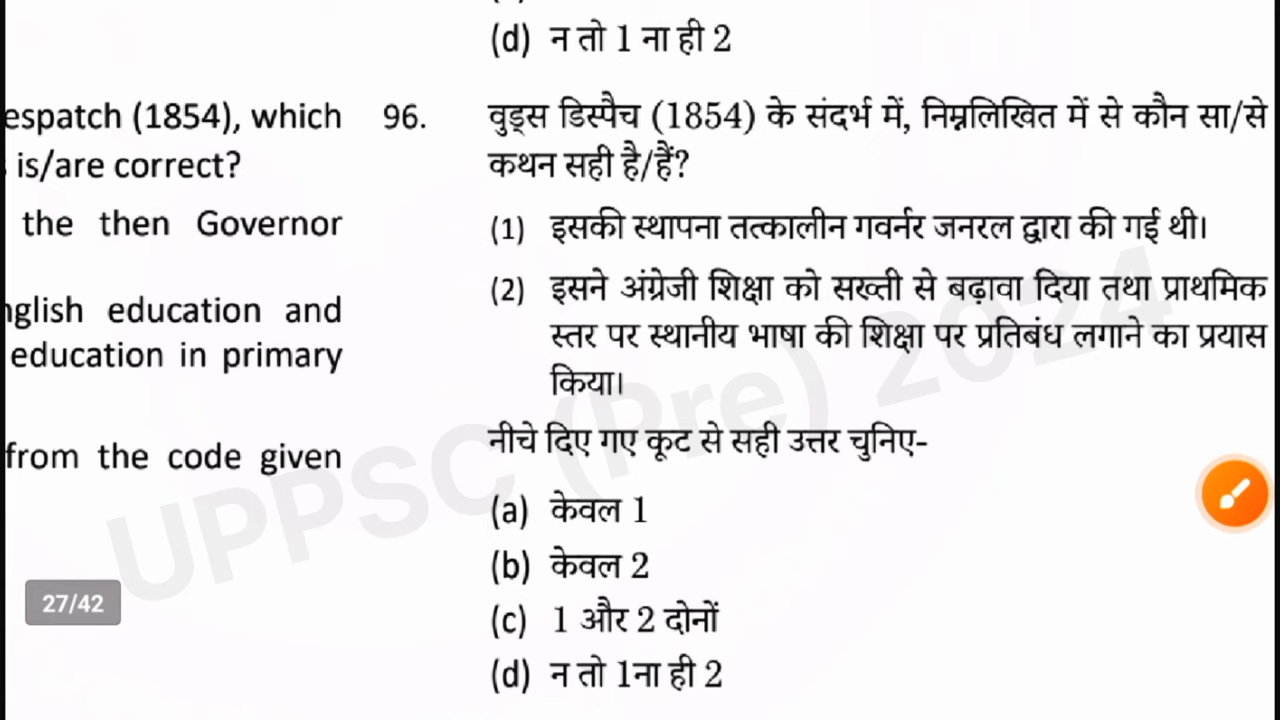 (d) न तो 1 ना ही 2
espatch (1854), which
is/are correct?
the then Governor
nglish education and
education in primary
from the code given
96. वुड्स डिस्पैच (1854) के संदर्भ में, निम्नलिखित में से कौन सा/से
कथन सही है/हैं?
(1) इसकी स्थापना तत्कालीन गवर्नर जनरल द्वारा की गई थी।
(2) इसने अंग्रेजी शिक्षा को सख्ती से बढ़ावा दिया तथा प्राथमिक
स्तर पर स्थानीय भाषा की शिक्षा पर प्रतिबंध लगाने का प्रयास
किया।
नीचे दिए गए कूट से सही उत्तर चुनिए-
(a) केवल 1
(b) केवल 2
(c) 1 और 2 दोनों
(d) न तो 1ना ही 2
UPPSC (Pre) 2024
27/42